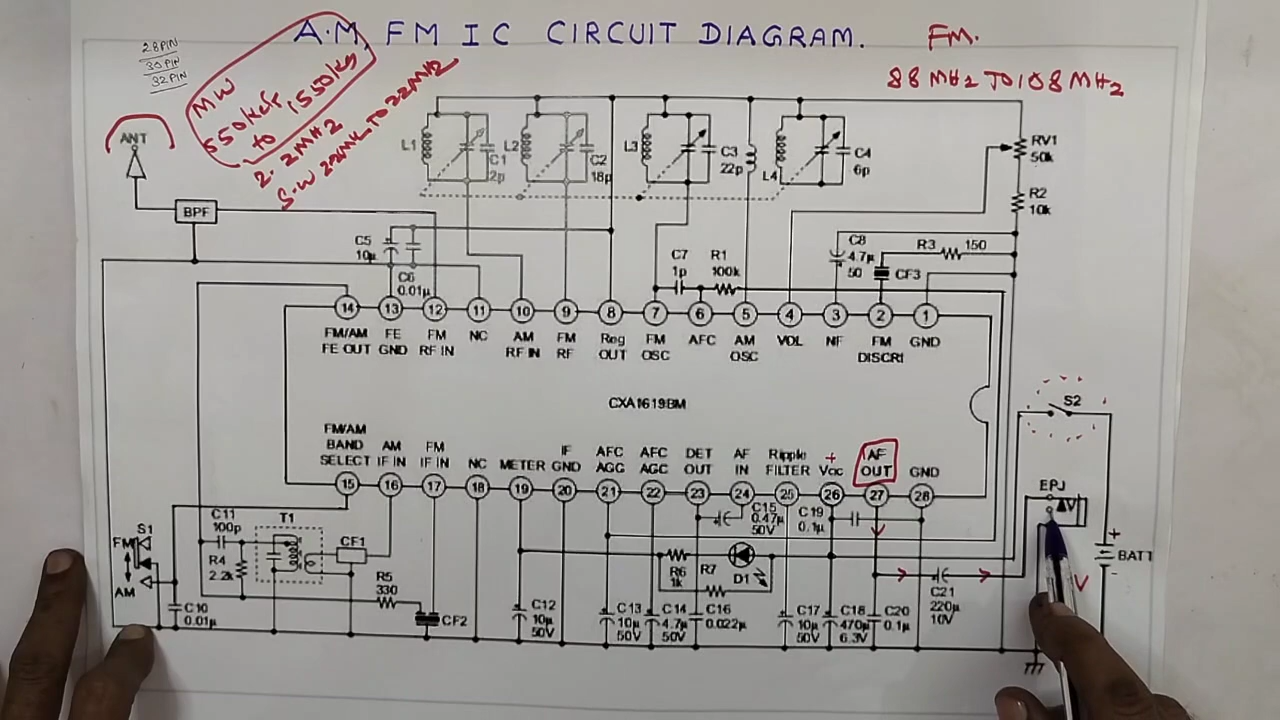 A.M, FM IC CIRCUIT DIAGRAM. FM.
88 MHZ TO 108 MHZ
28 PIN
30 PIN
32 PIN
MW
550 KHz
to 1550 KHz
2. 2MHZ
S.W 2.2MHz TO 22 MHZ
ANT
BPF
L1
C1
2p
L2
C2
18p
L3
C3
22p
L4
C4
6p
RV1
50k
R2
10k
C5
10µ
C6
0.01µ
C7
1p
R1
100k
C8
4.7µ
50
R3 150
CF3
14 13 12 11 10 9 8 7 6 5 4 3 2 1
FM/AM
FE OUT
FE
GND
FM
RF IN
NC
AM
RF IN
FM
RF
Reg
OUT
FM
OSC
AFC
AM
OSC
VOL
NF
FM
DISCRI
GND
CXA1619BM
FM/AM
BAND
SELECT
AM
IF IN
FM
IF IN
NC
METER
IF
GND
AFC
AGG
AFC
AGC
DET
OUT
AF
IN
Ripple
FILTER
+
Vcc
AF
OUT
GND
15 16 17 18 19 20 21 22 23 24 25 26 27 28
S2
EPJ
+
BATT
-
V
S1
FM
AM
C10
0.01µ
C11
100p
R4
2.2k
T1
CF1
R5
330
CF2
C12
10µ
50V
C13
10µ
50V
C14
4.7µ
50V
C16
0.022µ
R6
1k
R7
D1
C15
0.47µ
50V
C19
0.1µ
C17
10µ
50V
C18
470µ
6.3V
C20
0.1µ
C21
220µ
10V